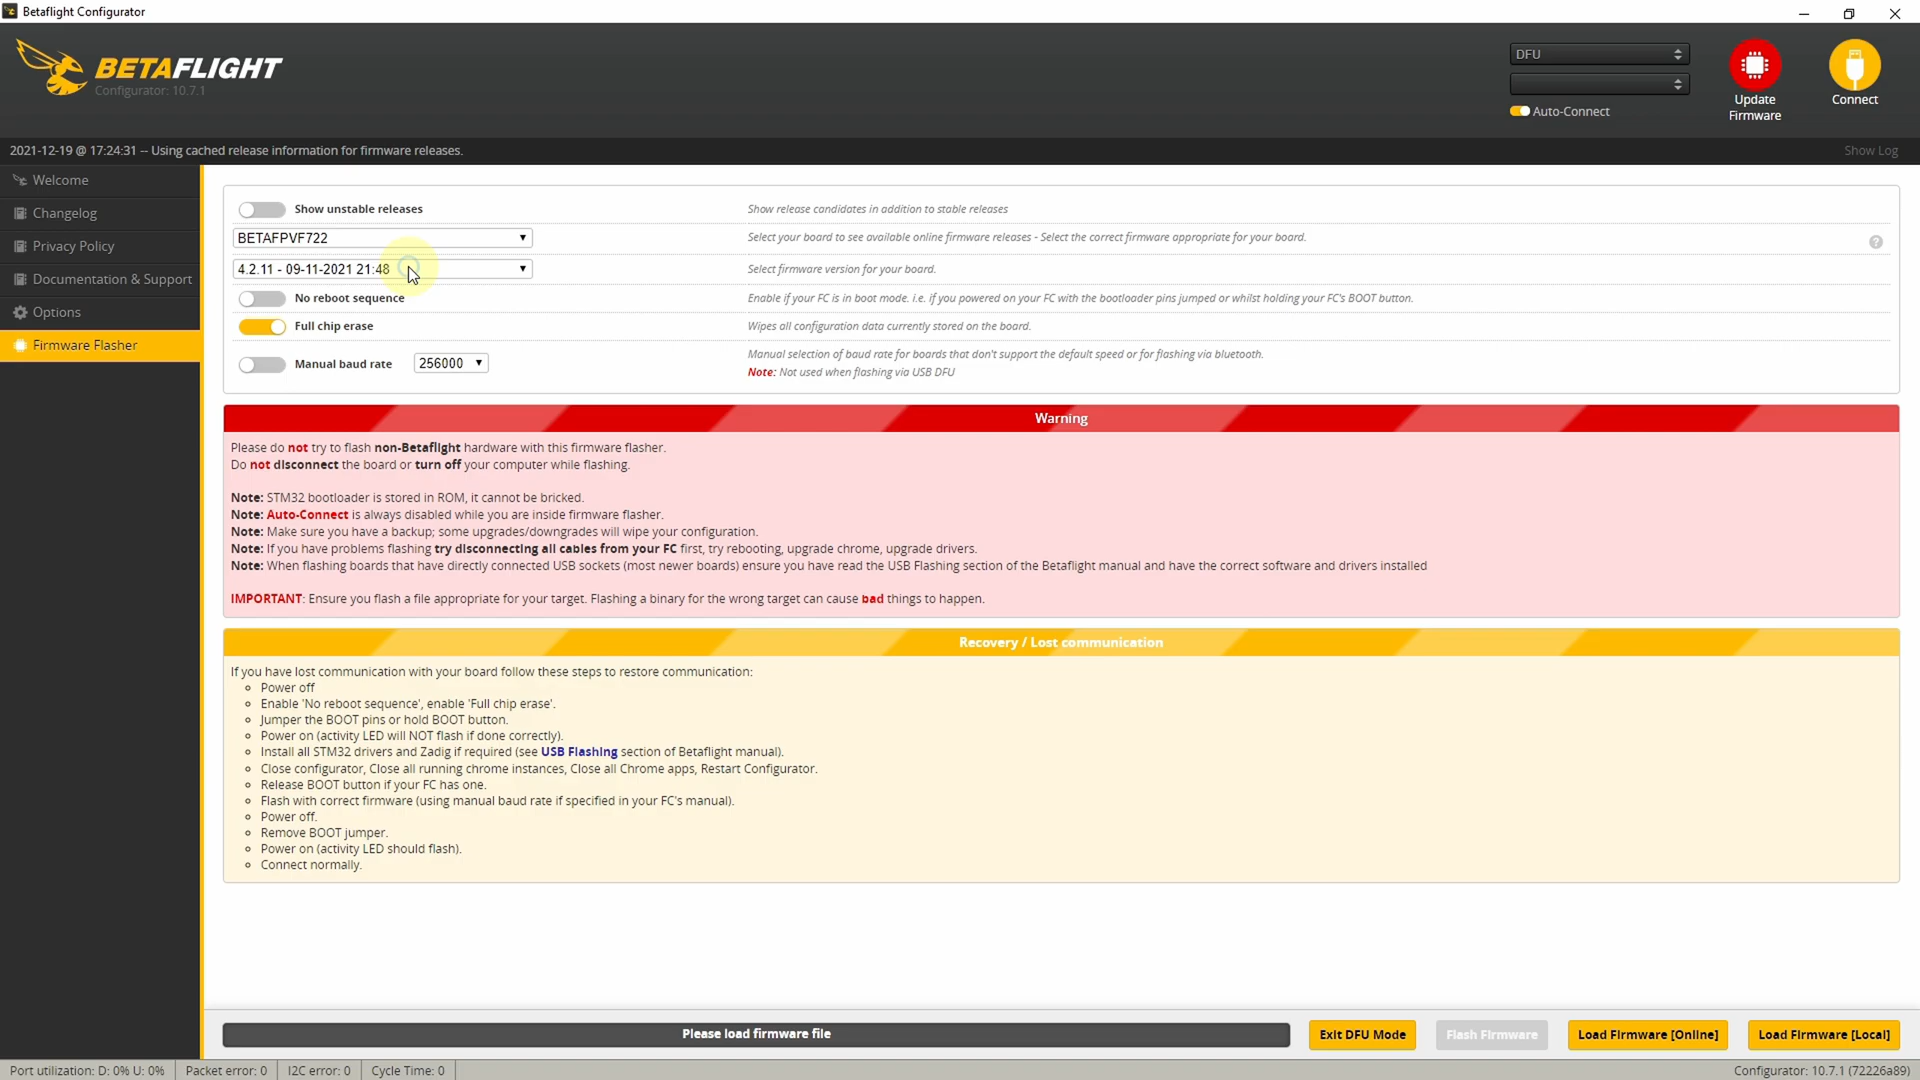 Betaflight Configurator
BETAFLIGHT
Configurator: 10.7.1
DFU
Auto-Connect
Update
Firmware
Connect
2021-12-19 @ 17:24:31 -- Using cached release information for firmware releases.
Show Log
Welcome
Changelog
Privacy Policy
Documentation & Support
Options
Firmware Flasher
Show unstable releases
Show release candidates in addition to stable releases
BETAFPVF722
Select your board to see available online firmware releases - Select the correct firmware appropriate for your board.
4.2.11 - 09-11-2021 21:48
Select firmware version for your board.
No reboot sequence
Enable if your FC is in boot mode. i.e. if you powered on your FC with the bootloader pins jumped or whilst holding your FC's BOOT button.
Full chip erase
Wipes all configuration data currently stored on the board.
Manual baud rate
256000
Manual selection of baud rate for boards that don't support the default speed or for flashing via bluetooth.
Note: Not used when flashing via USB DFU
Warning
Please do not try to flash non-Betaflight hardware with this firmware flasher.
Do not disconnect the board or turn off your computer while flashing.
Note: STM32 bootloader is stored in ROM, it cannot be bricked.
Note: Auto-Connect is always disabled while you are inside firmware flasher.
Note: Make sure you have a backup; some upgrades/downgrades will wipe your configuration.
Note: If you have problems flashing try disconnecting all cables from your FC first, try rebooting, upgrade chrome, upgrade drivers.
Note: When flashing boards that have directly connected USB sockets (most newer boards) ensure you have read the USB Flashing section of the Betaflight manual and have the correct software and drivers installed
IMPORTANT: Ensure you flash a file appropriate for your target. Flashing a binary for the wrong target can cause bad things to happen.
Recovery / Lost communication
If you have lost communication with your board follow these steps to restore communication:
Power off
Enable 'No reboot sequence', enable 'Full chip erase'.
Jumper the BOOT pins or hold BOOT button.
Power on (activity LED will NOT flash if done correctly).
Install all STM32 drivers and Zadig if required (see USB Flashing section of Betaflight manual).
Close configurator, Close all running chrome instances, Close all Chrome apps, Restart Configurator.
Release BOOT button if your FC has one.
Flash with correct firmware (using manual baud rate if specified in your FC's manual).
Power off.
Remove BOOT jumper.
Power on (activity LED should flash).
Connect normally.
Please load firmware file
Exit DFU Mode
Flash Firmware
Load Firmware [Online]
Load Firmware [Local]
Port utilization: D: 0% U: 0%
Packet error: 0
I2C error: 0
Cycle Time: 0
Configurator: 10.7.1 (72226a89)